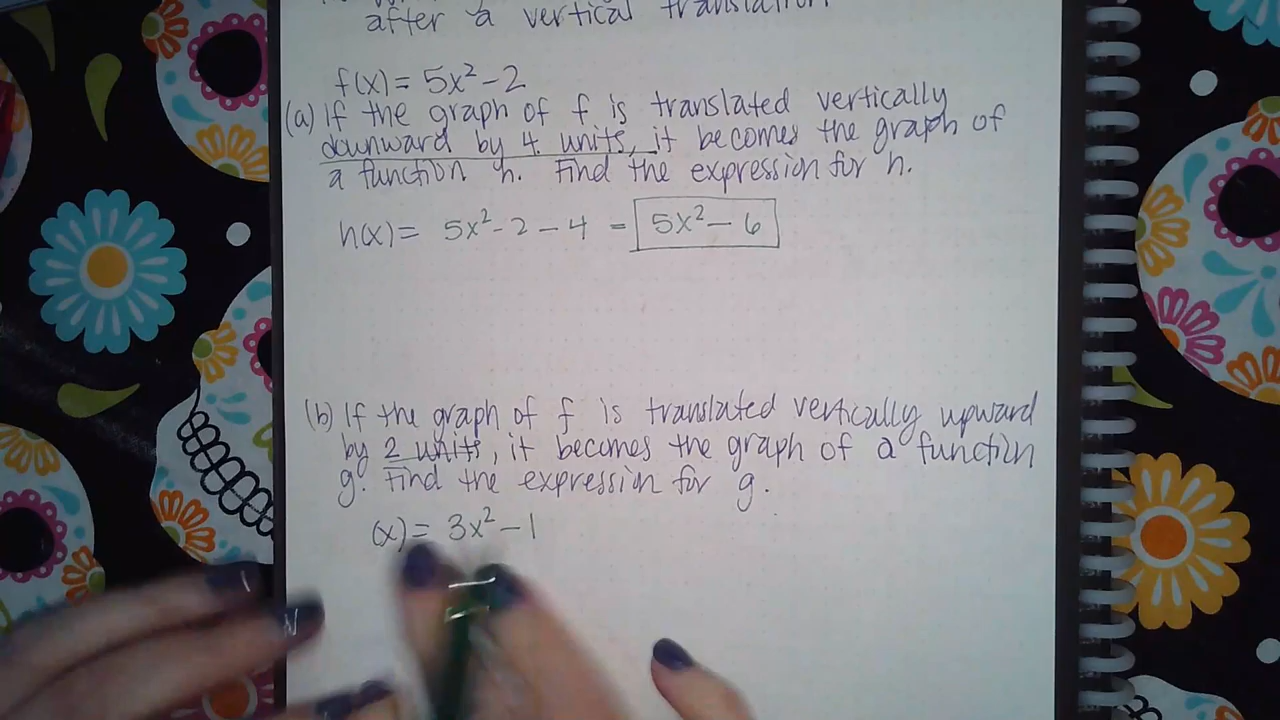 after a vertical translation
f(x) = 5x² - 2
(a) If the graph of f is translated vertically
downward by 4 units, it becomes the graph of
a function h. Find the expression for h.
h(x) = 5x² - 2 - 4 = 5x² - 6
(b) If the graph of f is translated vertically upward
by 2 units, it becomes the graph of a function
g. Find the expression for g.
(x) = 3x² - 1